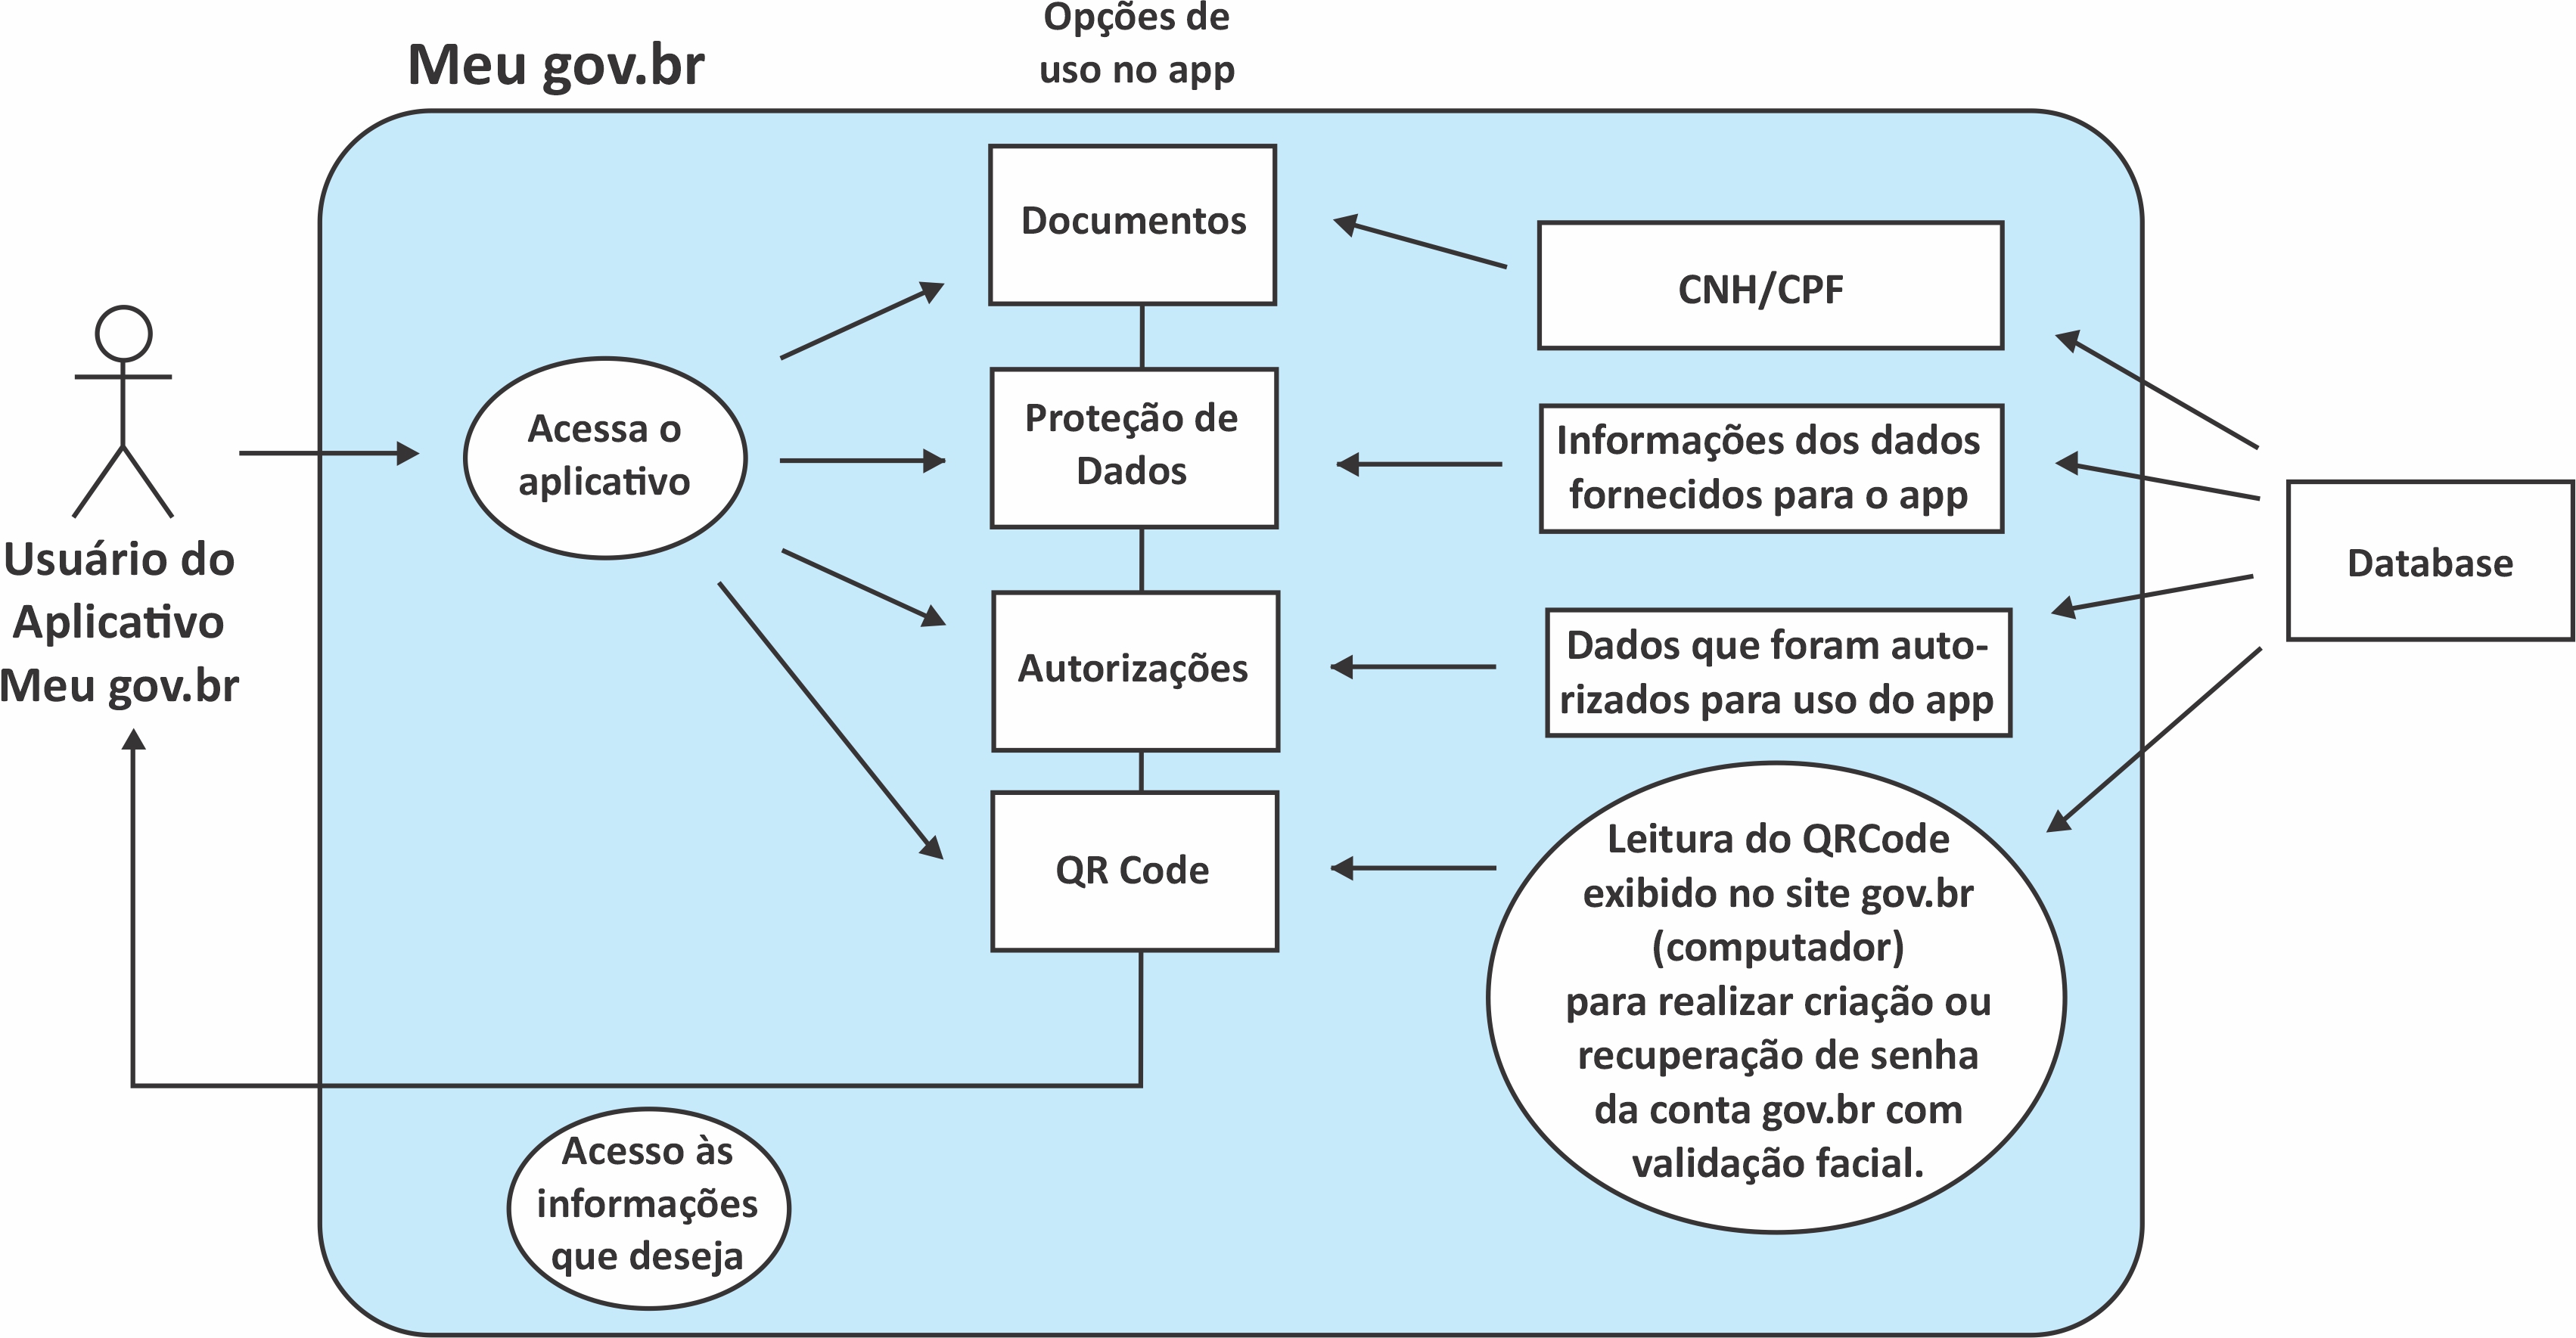 Meu gov.br
Opções de
uso no app
Documentos
CNH/CPF
Acessa o
aplicativo
Proteção de
Dados
Informações dos dados
fornecidos para o app
Database
Usuário do
Aplicativo
Meu gov.br
Autorizações
Dados que foram auto-
rizados para uso do app
QR Code
Leitura do QRCode
exibido no site gov.br
(computador)
para realizar criação ou
recuperação de senha
da conta gov.br com
validação facial.
Acesso às
informações
que deseja